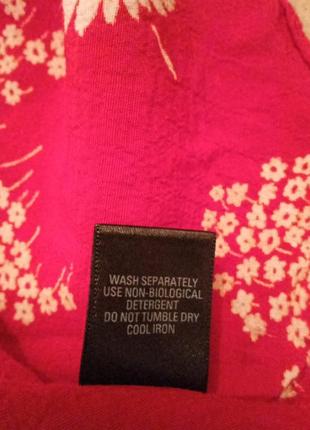 WASH SEPARATELY
USE NON-BIOLOGICAL
DETERGENT
DO NOT TUMBLE DRY
COOL IRON